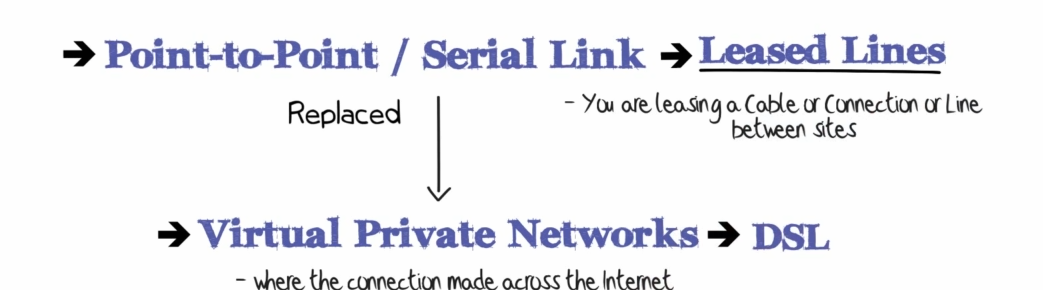 → Point-to-Point / Serial Link → Leased Lines
Replaced
- You are leasing a Cable or Connection or Line
between sites
→ Virtual Private Networks → DSL
- where the connection made across the Internet